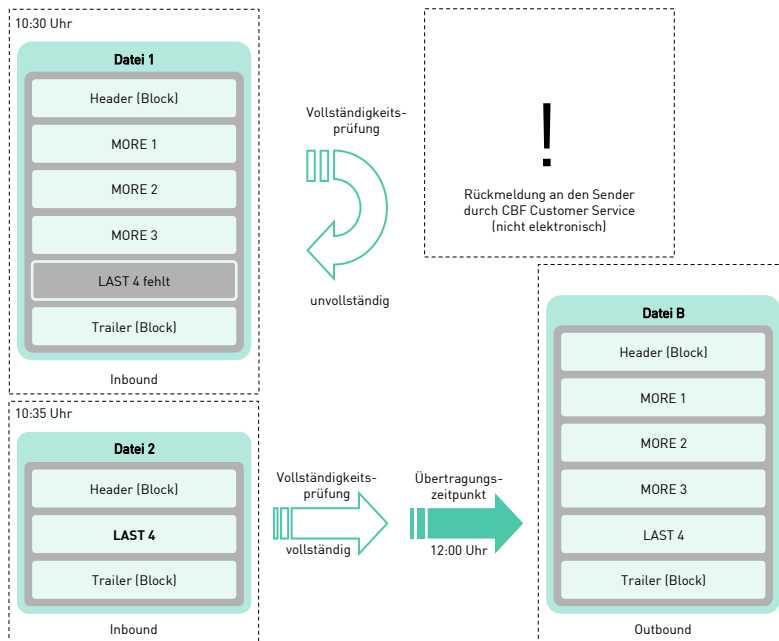 10:30 Uhr
Datei 1
Header (Block)
MORE 1
MORE 2
MORE 3
LAST 4 fehlt
Trailer (Block)
Inbound
Vollständigkeits-
prüfung
unvollständig
!
Rückmeldung an den Sender
durch CBF Customer Service
(nicht elektronisch)
10:35 Uhr
Datei 2
Header (Block)
LAST 4
Trailer (Block)
Inbound
Vollständigkeits-
prüfung
vollständig
Übertragungs-
zeitpunkt
12:00 Uhr
Datei B
Header (Block)
MORE 1
MORE 2
MORE 3
LAST 4
Trailer (Block)
Outbound